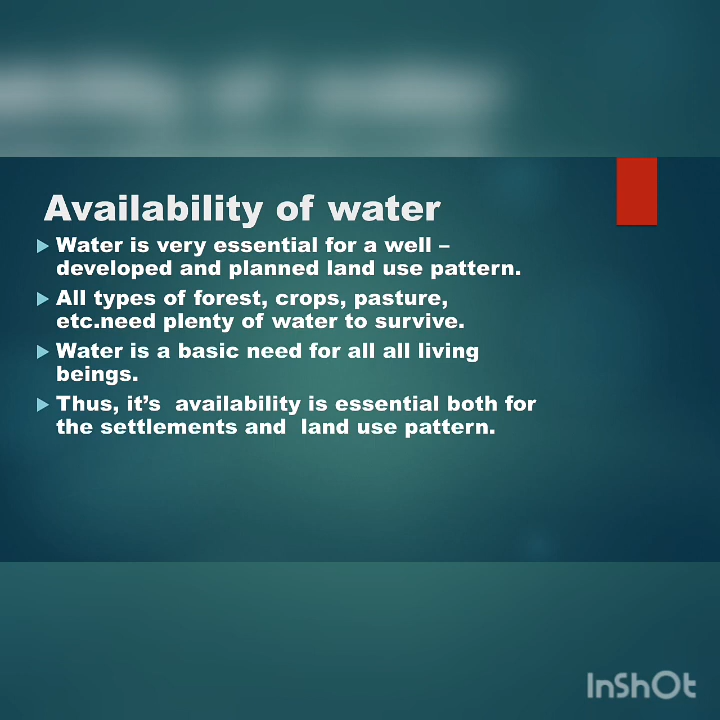 Availability of water
Water is very essential for a well –
developed and planned land use pattern.
All types of forest, crops, pasture,
etc.need plenty of water to survive.
Water is a basic need for all all living
beings.
Thus, it’s  availability is essential both for
the settlements and  land use pattern.
InShOt